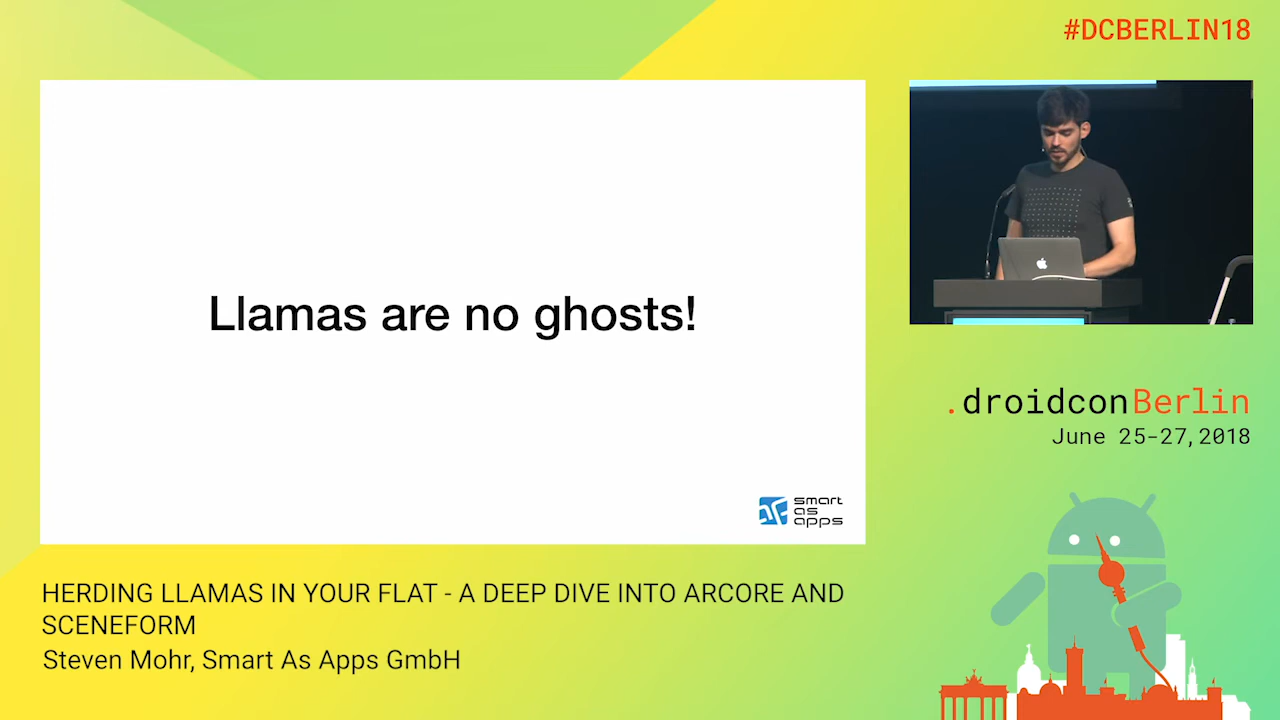 #DCBERLIN18
Llamas are no ghosts!
smart
as
apps
.droidconBerlin
June 25-27, 2018
HERDING LLAMAS IN YOUR FLAT - A DEEP DIVE INTO ARCORE AND
SCENEFORM
Steven Mohr, Smart As Apps GmbH